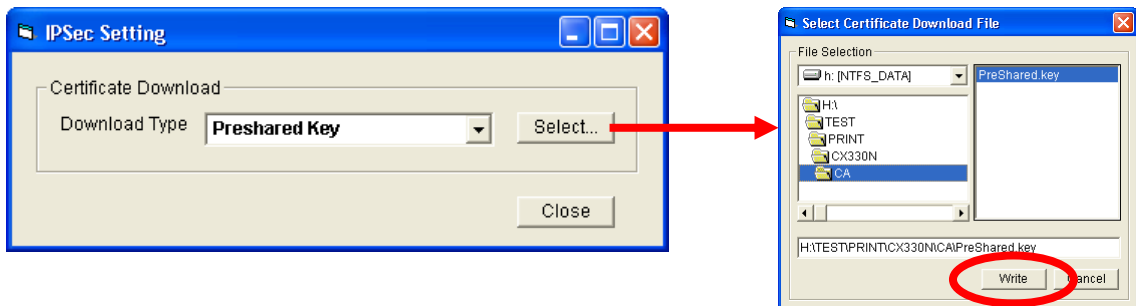 IPSec Setting
Certificate Download
Download Type
Preshared Key
Select...
Close
Select Certificate Download File
File Selection
h: [NTFS_DATA]
PreShared.key
H:\
TEST
PRINT
CX330N
CA
H:\TEST\PRINT\CX330N\CA\PreShared.key
Write
Cancel